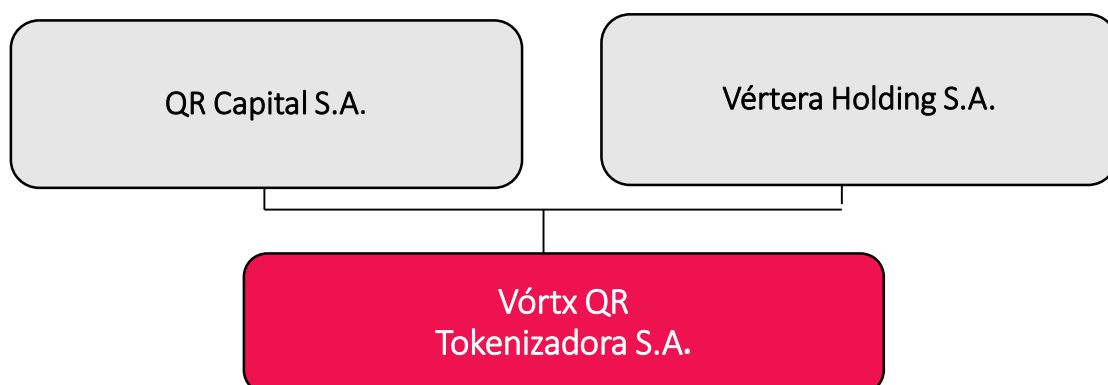 QR Capital S.A.
Vértera Holding S.A.
Vórtx QR
Tokenizadora S.A.